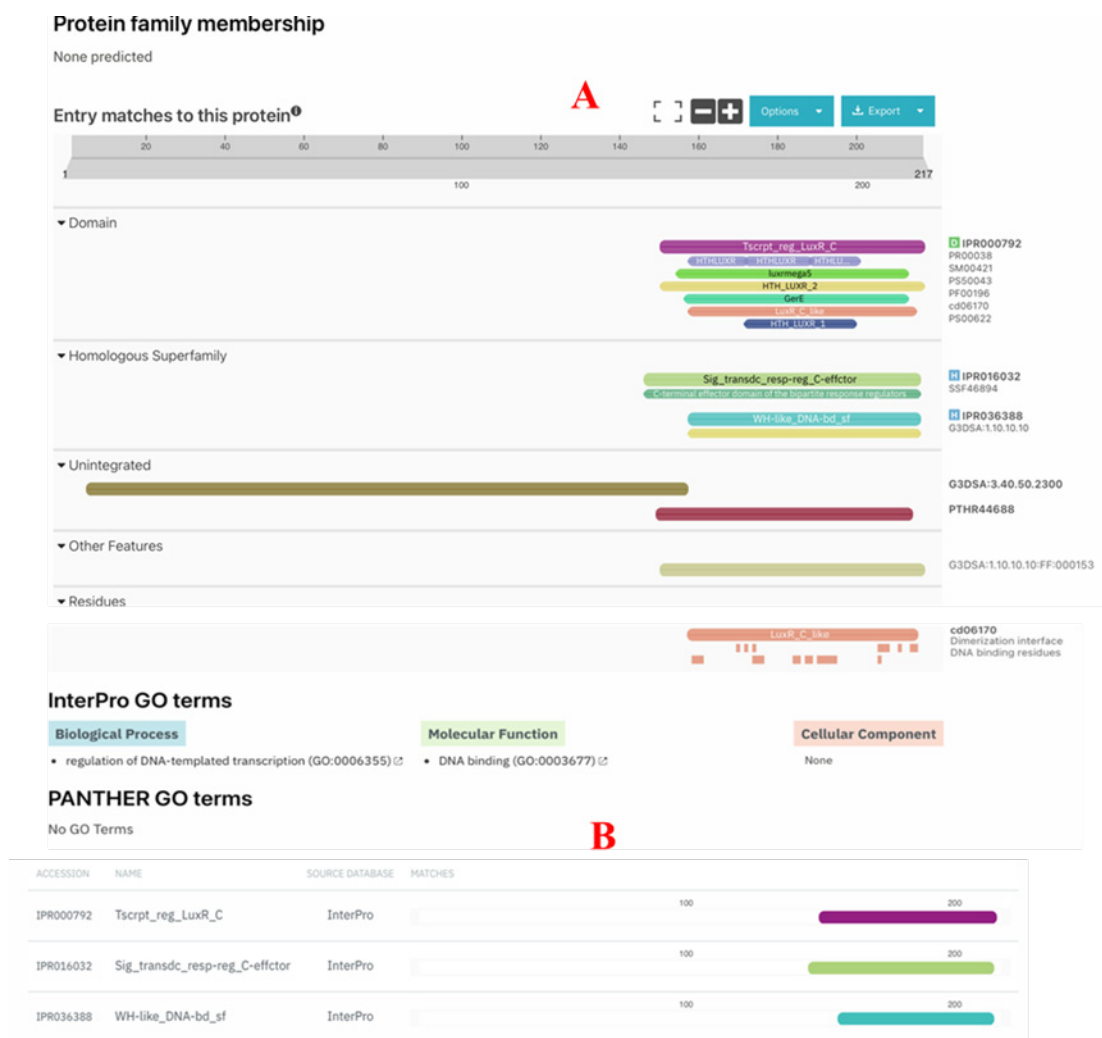 Protein family membership
None predicted
A
Entry matches to this protein
Options
Export
20 40 60 80 100 120 140 160 180 200
1 217
100 200
Domain
Tscrpt_reg_LuxR_C
HTHLUXR HTHLUXR HTHLU...
luxrmega5
HTH_LUXR_2
GerE
LuxR_C_like
HTH_LUXR_1
D IPR000792
PR00038
SM00421
PS50043
PF00196
cd06170
PS00622
Homologous Superfamily
Sig_transdc_resp-reg_C-effctor
C-terminal effector domain of the bipartite response regulators
WH-like_DNA-bd_sf
H IPR016032
SSF46894
H IPR036388
G3DSA:1.10.10.10
Unintegrated
G3DSA:3.40.50.2300
PTHR44688
Other Features
G3DSA:1.10.10.10:FF:000153
Residues
LuxR_C_like
cd06170
Dimerization interface
DNA binding residues
InterPro GO terms
Biological Process Molecular Function Cellular Component
• regulation of DNA-templated transcription (GO:0006355) • DNA binding (GO:0003677) None
PANTHER GO terms
No GO Terms
B
ACCESSION NAME SOURCE DATABASE MATCHES
100 200
IPR000792 Tscrpt_reg_LuxR_C InterPro
100 200
IPR016032 Sig_transdc_resp-reg_C-effctor InterPro
100 200
IPR036388 WH-like_DNA-bd_sf InterPro